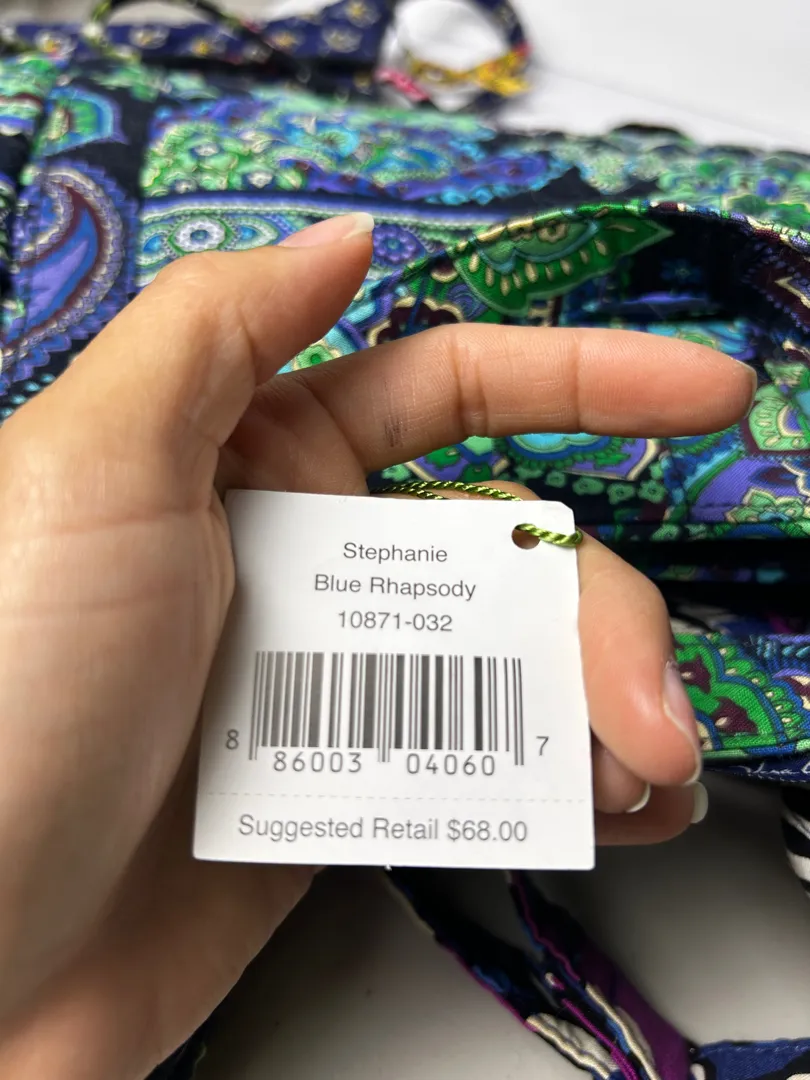 Stephanie
Blue Rhapsody
10871-032
8 86003 04060 7
Suggested Retail $68.00